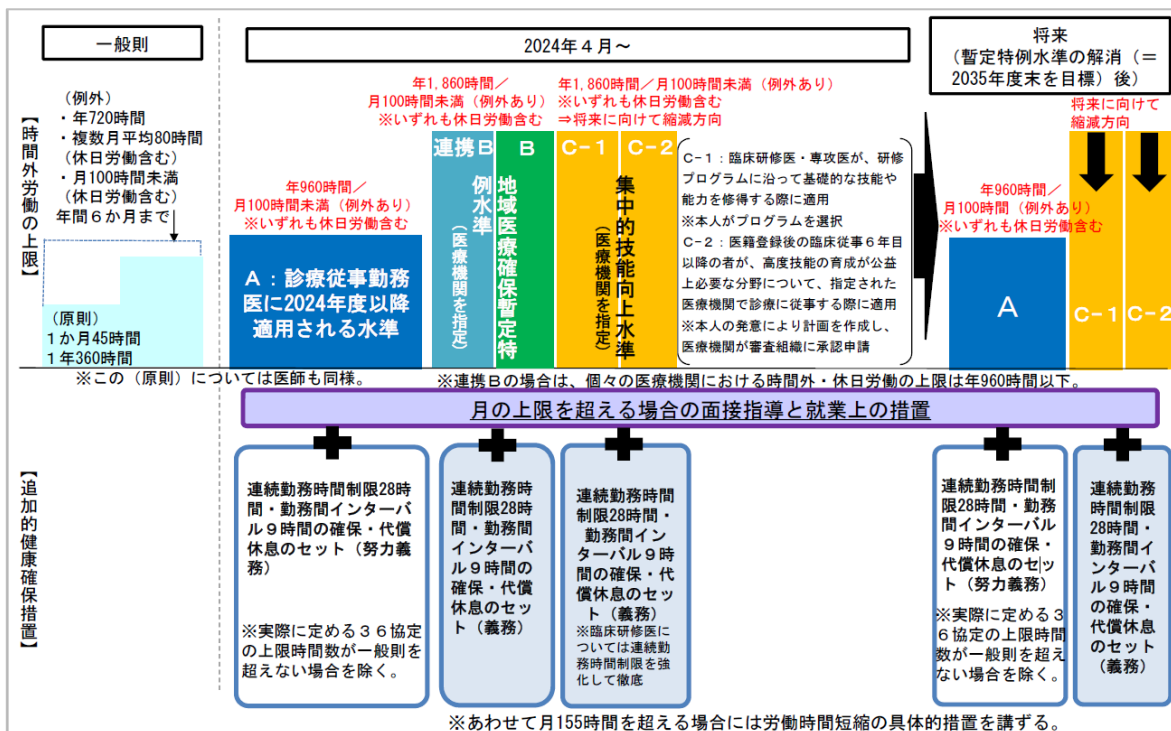 一般則
2024年４月～
将来
（暫定特例水準の解消（＝
2035年度末を目標）後）
【時間外労働の上限】
（例外）
・年720時間
・複数月平均80時間
（休日労働含む）
・月100時間未満
（休日労働含む）
年間６か月まで
（原則）
１か月45時間
１年360時間
年960時間／
月100時間未満（例外あり）
※いずれも休日労働含む
Ａ：診療従事勤務
医に2024年度以降
適用される水準
年1,860時間／
月100時間未満（例外あり）
※いずれも休日労働含む
連携Ｂ
Ｂ
地域医療確保暫定特
例水準
（医療機関を指定）
年1,860時間／月100時間未満（例外あり）
※いずれも休日労働含む
⇒将来に向けて縮減方向
Ｃ－１
Ｃ－２
集中的技能向上水準
（医療機関を指定）
Ｃ－１：臨床研修医・専攻医が、研修
プログラムに沿って基礎的な技能や
能力を修得する際に適用
※本人がプログラムを選択
Ｃ－２：医籍登録後の臨床従事６年目
以降の者が、高度技能の育成が公益
上必要な分野について、指定された
医療機関で診療に従事する際に適用
※本人の発意により計画を作成し、
医療機関が審査組織に承認申請
年960時間／
月100時間（例外あり）
※いずれも休日労働含む
Ａ
将来に向けて
縮減方向
Ｃ－１
Ｃ－２
※この（原則）については医師も同様。
※連携Ｂの場合は、個々の医療機関における時間外・休日労働の上限は年960時間以下。
月の上限を超える場合の面接指導と就業上の措置
【追加的健康確保措置】
連続勤務時間制限28時
間・勤務間インター
バル９時間の確保・代償
休息のセット（努力義
務）
※実際に定める３６協定
の上限時間数が一般則を
超えない場合を除く。
連続勤務時
間制限28時
間・勤務間
インターバ
ル９時間の
確保・代償
休息のセッ
ト（義務）
連続勤務時間
制限28時間・
勤務間インター
バル９時
間の確保・代
償休息のセッ
ト（義務）
※臨床研修医に
ついては連続勤
務時間制限を強
化して徹底
連続勤務時間制
限28時間・勤務
間インターバル
９時間の確保・
代償休息のセッ
ト（努力義務）
※実際に定める３
６協定の上限時間
数が一般則を超え
ない場合を除く。
連続勤務
時間制限
28時間・
勤務間イ
ンターバ
ル９時間
の確保・
代償休息
のセット
（義務）
※あわせて月155時間を超える場合には労働時間短縮の具体的措置を講ずる。